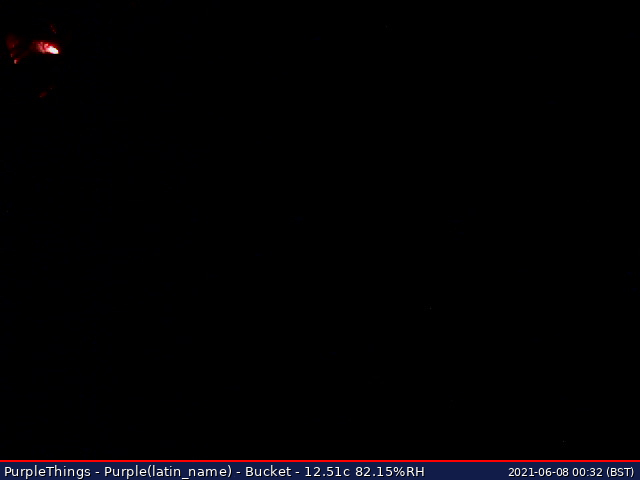 PurpleThings - Purple(latin_name) - Bucket - 12.51c 82.15%RH
2021-06-08 00:32 (BST)